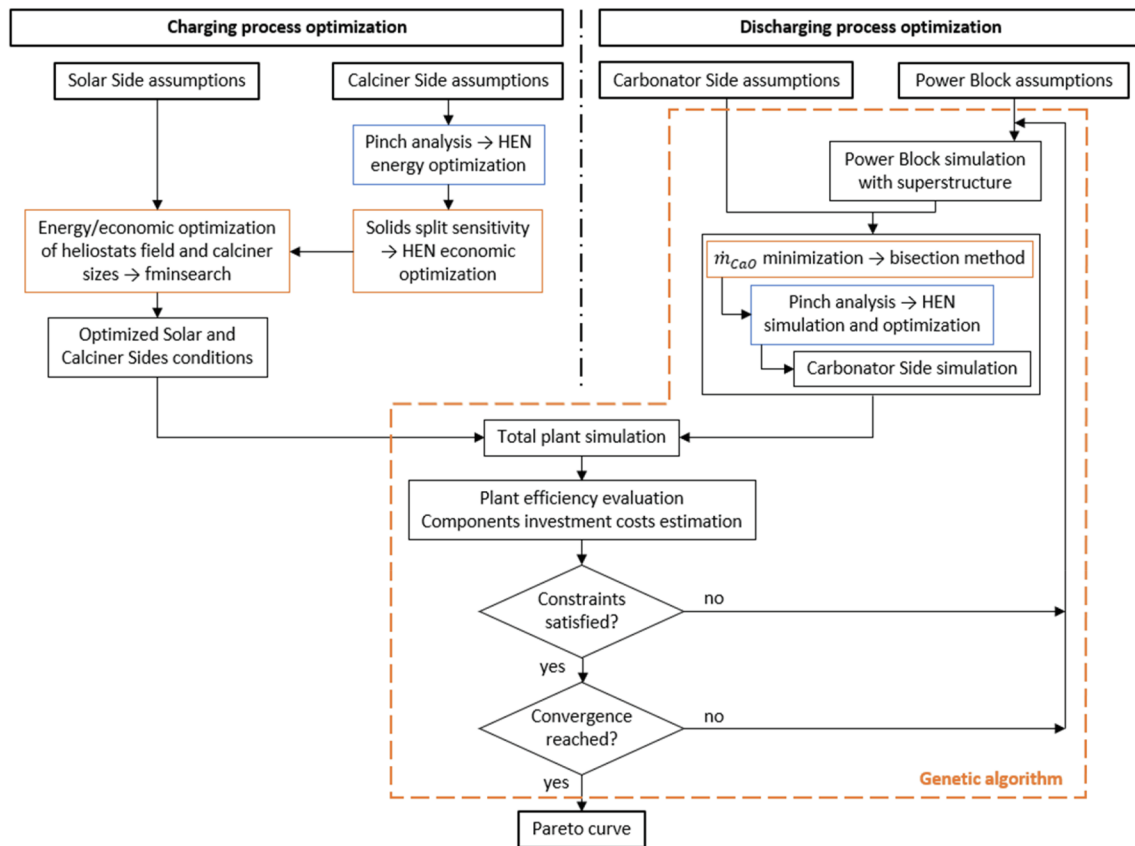 Charging process optimization
Discharging process optimization
Solar Side assumptions
Calciner Side assumptions
Carbonator Side assumptions
Power Block assumptions
Pinch analysis → HEN
energy optimization
Power Block simulation
with superstructure
Energy/economic optimization
of heliostats field and calciner
sizes → fminsearch
Solids split sensitivity
→ HEN economic
optimization
ṁ_CaO minimization → bisection method
Pinch analysis → HEN
simulation and optimization
Optimized Solar and
Calciner Sides conditions
Carbonator Side simulation
Total plant simulation
Plant efficiency evaluation
Components investment costs estimation
Constraints
satisfied?
no
yes
Convergence
reached?
no
yes
Genetic algorithm
Pareto curve